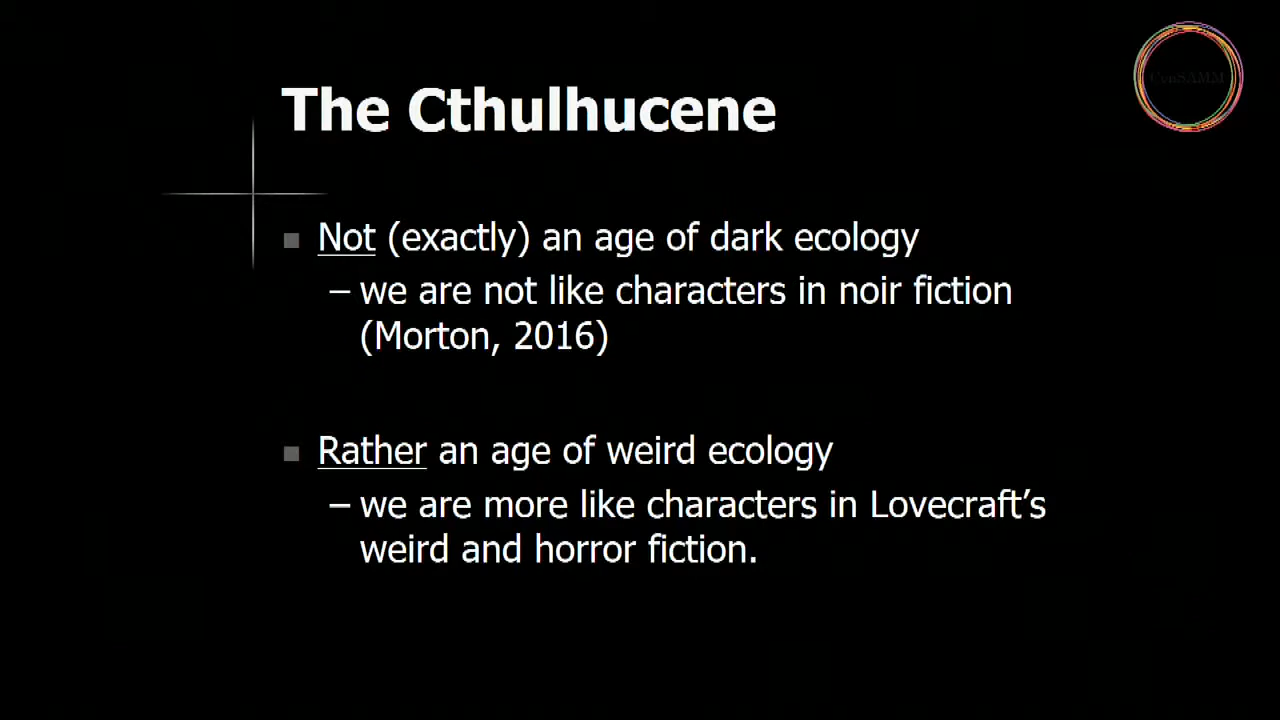 CenSAMM
The Cthulhucene
Not (exactly) an age of dark ecology
– we are not like characters in noir fiction
(Morton, 2016)
Rather an age of weird ecology
– we are more like characters in Lovecraft’s
weird and horror fiction.